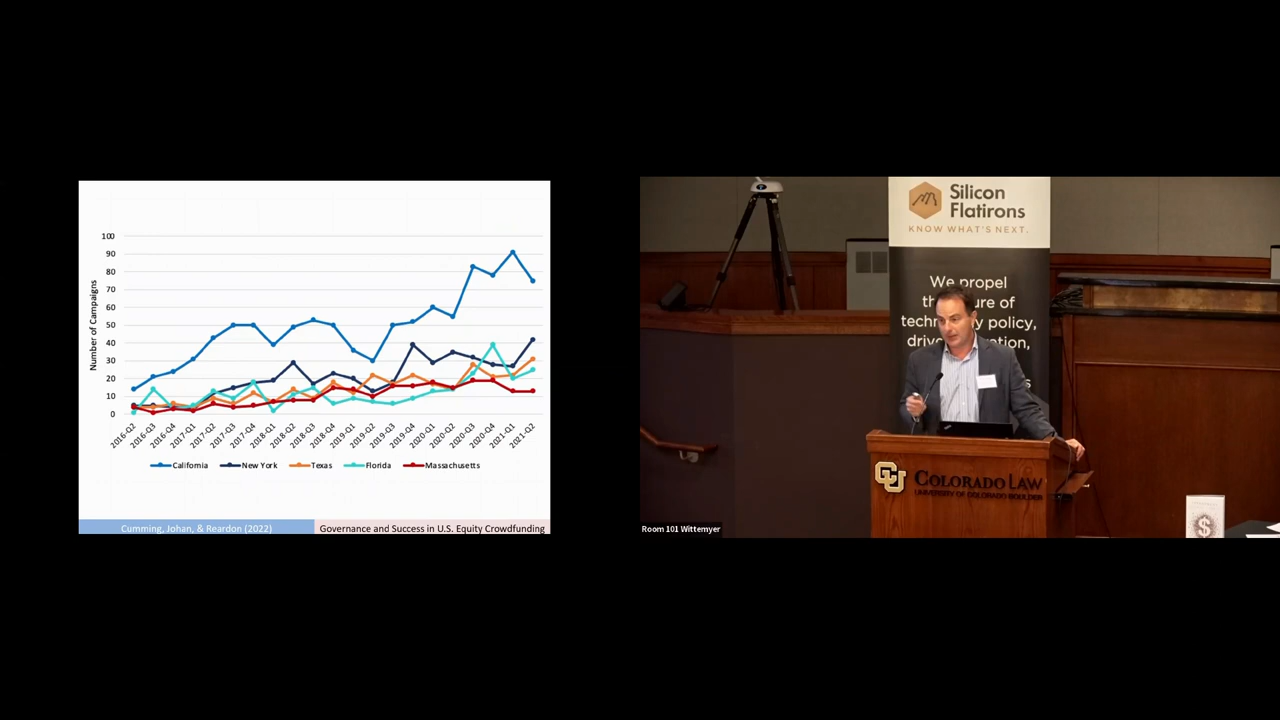 100
90
80
70
60
50
40
30
20
10
0
Number of Campaigns
2016-Q2
2016-Q3
2016-Q4
2017-Q1
2017-Q2
2017-Q3
2017-Q4
2018-Q1
2018-Q2
2018-Q3
2018-Q4
2019-Q1
2019-Q2
2019-Q3
2019-Q4
2020-Q1
2020-Q2
2020-Q3
2020-Q4
2021-Q1
2021-Q2
California New York Texas Florida Massachusetts
Cumming, Johan, & Reardon (2022) Governance and Success in U.S. Equity Crowdfunding
Silicon
Flatirons
KNOW WHAT'S NEXT.
We propel
of
policy,
CU COLORADO LAW
UNIVERSITY OF COLORADO BOULDER
$
Room 101 Wittemyer